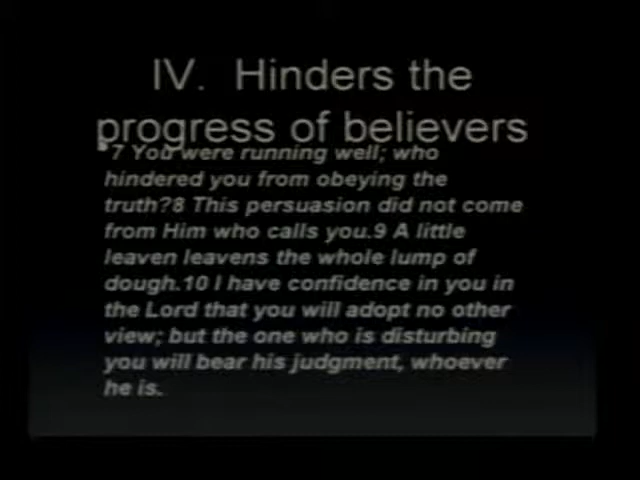 IV.  Hinders the
progress of believers
7 You were running well; who
hindered you from obeying the
truth?8 This persuasion did not come
from Him who calls you.9 A little
leaven leavens the whole lump of
dough.10 I have confidence in you in
the Lord that you will adopt no other
view; but the one who is disturbing
you will bear his judgment, whoever
he is.